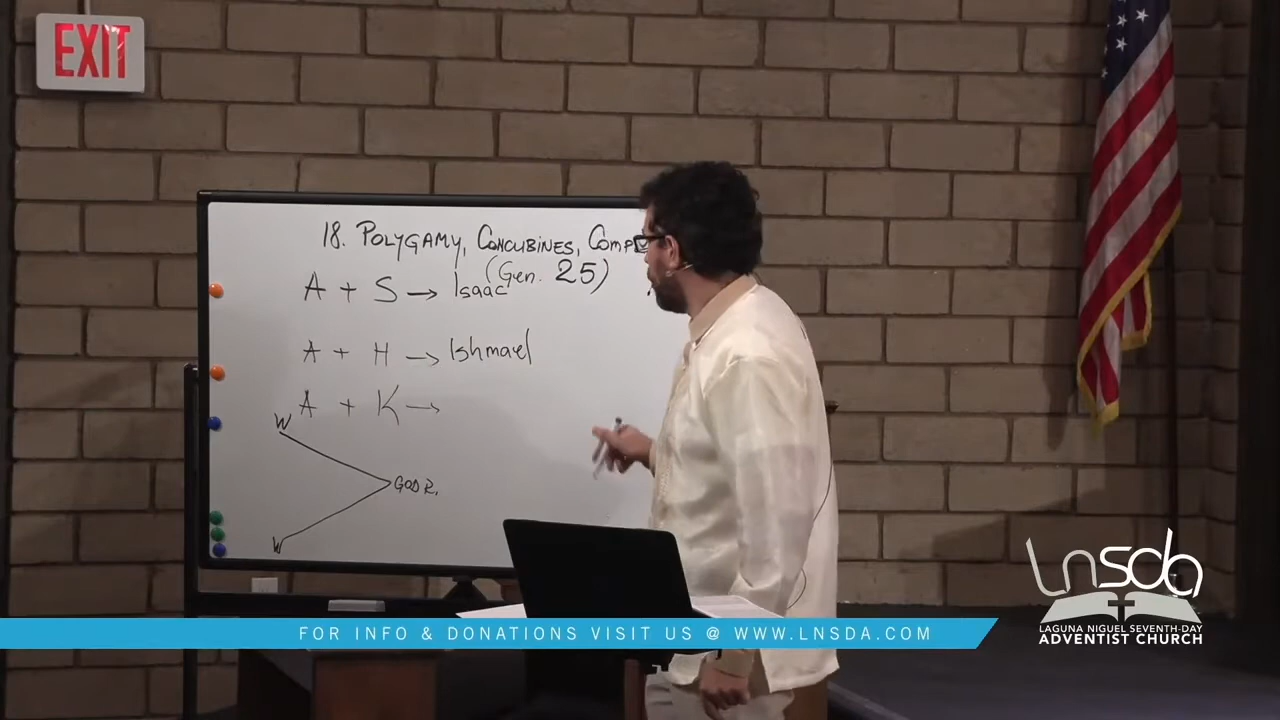 EXIT
18. POLYGAMY, CONCUBINES,
(Gen. 25)
A + S → Isaac
A + H → Ishmael
A + K →
W
GOD R.
W
lnsda
LAGUNA NIGUEL SEVENTH-DAY
ADVENTIST CHURCH
FOR INFO & DONATIONS VISIT US @ WWW.LNSDA.COM